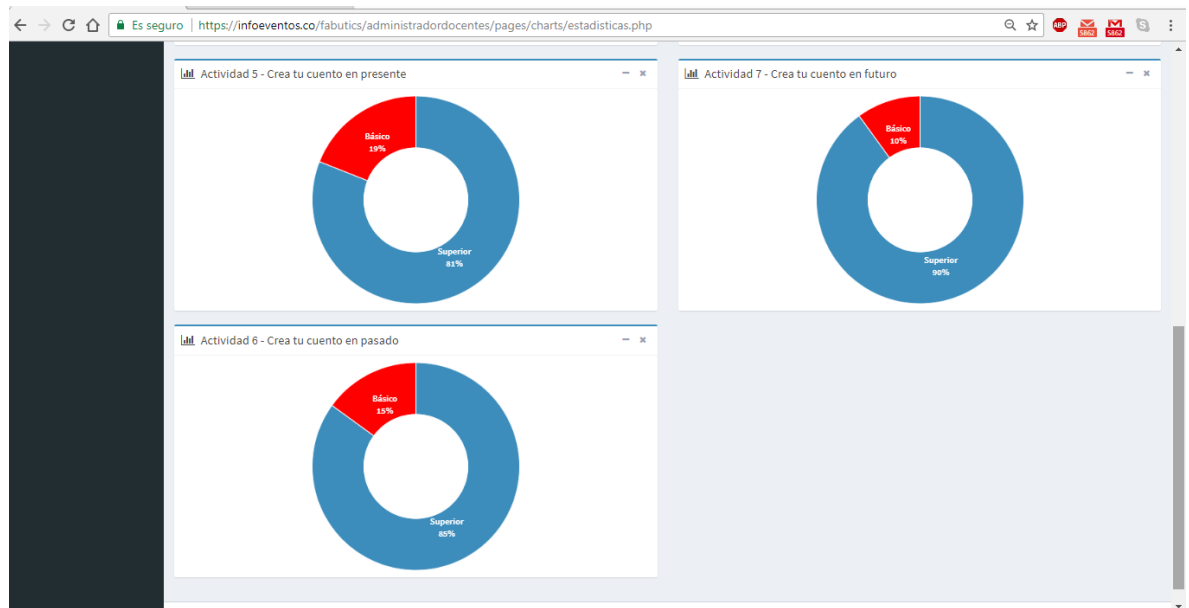 Es seguro | https://infoeventos.co/fabutics/administradordocentes/pages/charts/estadisticas.php
ABP
5862
5862
S
Actividad 5 - Crea tu cuento en presente
Básico
19%
Superior
81%
Actividad 7 - Crea tu cuento en futuro
Básico
10%
Superior
90%
Actividad 6 - Crea tu cuento en pasado
Básico
15%
Superior
85%